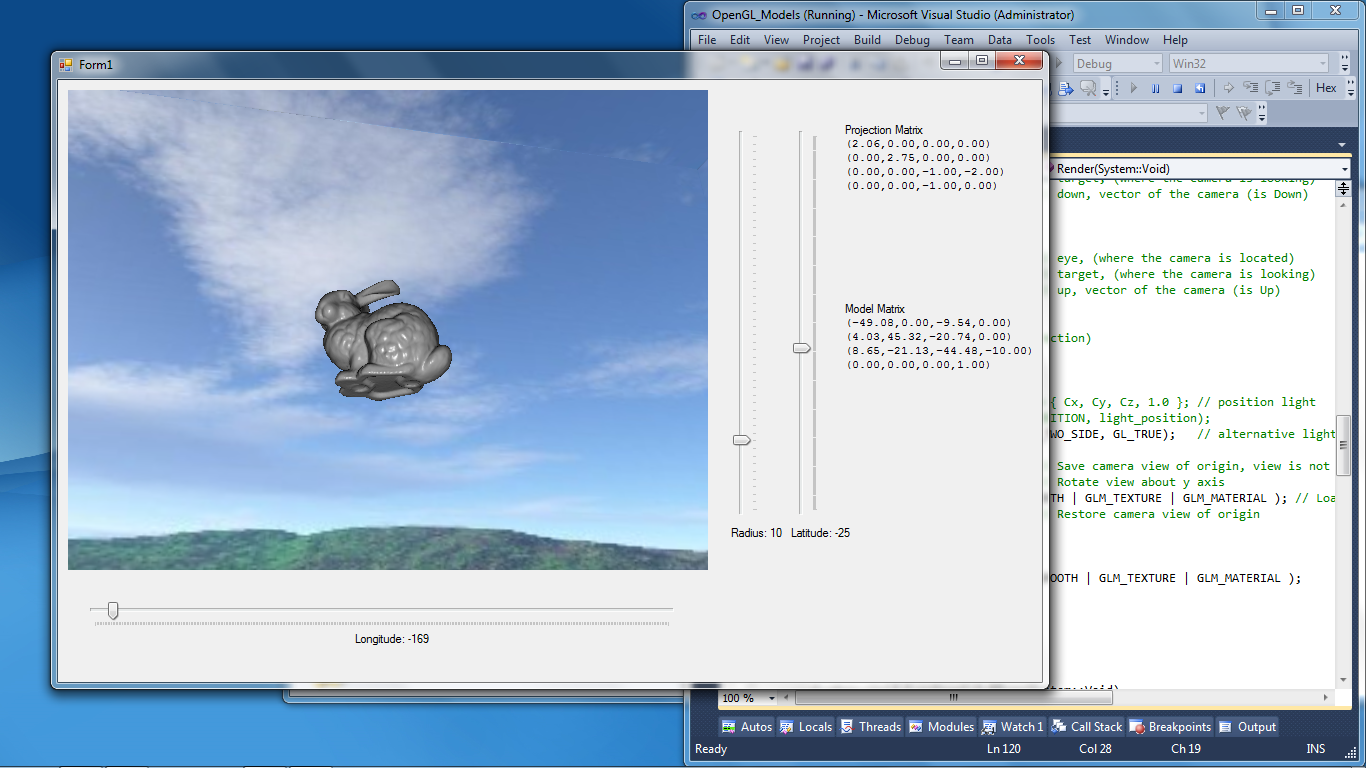 OpenGL_Models (Running) - Microsoft Visual Studio (Administrator)
File Edit View Project Build Debug Team Data Tools Test Window Help
Debug Win32
Hex
Render(System::Void)
target, (where the camera is looking)
down, vector of the camera (is Down)
eye, (where the camera is located)
target, (where the camera is looking)
up, vector of the camera (is Up)
ction)
{ Cx, Cy, Cz, 1.0 }; // position light
ITION, light_position);
WO_SIDE, GL_TRUE); // alternative light
Save camera view of origin, view is not
Rotate view about y axis
TH | GLM_TEXTURE | GLM_MATERIAL ); // Loa
Restore camera view of origin
OOTH | GLM_TEXTURE | GLM_MATERIAL );
100 %
Autos Locals Threads Modules Watch 1 Call Stack Breakpoints Output
Ready Ln 120 Col 28 Ch 19 INS
Form1
Projection Matrix
(2.06,0.00,0.00,0.00)
(0.00,2.75,0.00,0.00)
(0.00,0.00,-1.00,-2.00)
(0.00,0.00,-1.00,0.00)
Model Matrix
(-49.08,0.00,-9.54,0.00)
(4.03,45.32,-20.74,0.00)
(8.65,-21.13,-44.48,-10.00)
(0.00,0.00,0.00,1.00)
Radius: 10 Latitude: -25
Longitude: -169